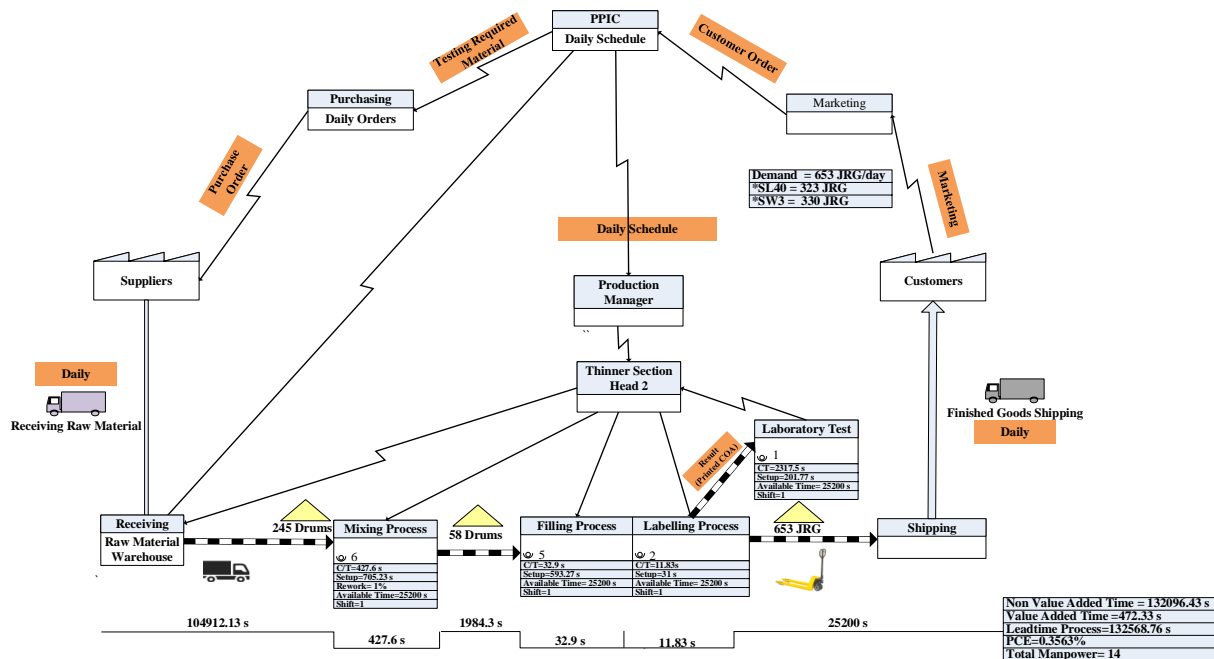 PPIC
Daily Schedule
Testing Required
Material
Customer Order
Purchasing
Daily Orders
Marketing
Purchase
Order
Demand = 653 JRG/day
*SL40 = 323 JRG
*SW3 = 330 JRG
Marketing
Daily Schedule
Suppliers
Customers
Production
Manager
``
Daily
Receiving Raw Material
Thinner Section
Head 2
Finished Goods Shipping
Daily
Laboratory Test
1
CT=2317.5 s
Setup=201.77 s
Available Time= 25200 s
Shift=1
Result
(Printed COA)
Receiving
Raw Material
Warehouse
`
245 Drums
Mixing Process
6
C/T=427.6 s
Setup=705.23 s
Rework= 1%
Available Time=25200 s
Shift=1
58 Drums
Filling Process
5
C/T=32.9 s
Setup=593.27 s
Available Time= 25200 s
Shift=1
Labelling Process
2
C/T=11.83s
Setup=31 s
Available Time= 25200 s
Shift=1
653 JRG
Shipping
104912.13 s
427.6 s
1984.3 s
32.9 s
11.83 s
25200 s
Non Value Added Time = 132096.43 s
Value Added Time =472.33 s
Leadtime Process=132568.76 s
PCE=0.3563%
Total Manpower= 14